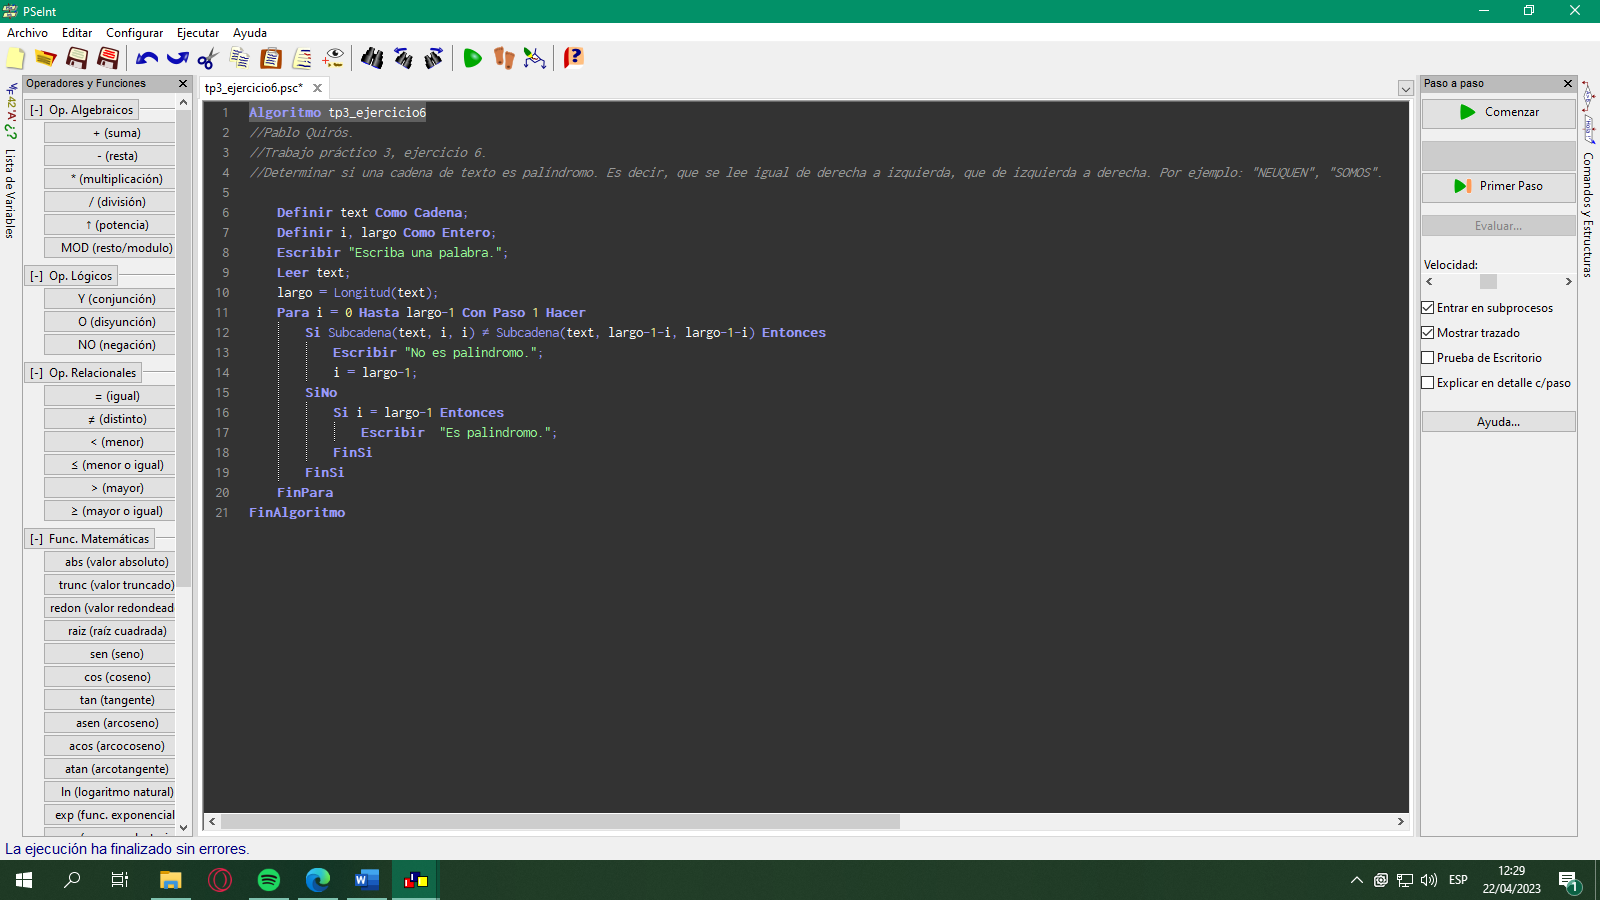 PSeInt
Archivo Editar Configurar Ejecutar Ayuda
Operadores y Funciones
[-] Op. Algebraicos
+ (suma)
- (resta)
* (multiplicación)
/ (división)
↑ (potencia)
MOD (resto/modulo)
[-] Op. Lógicos
Y (conjunción)
O (disyunción)
NO (negación)
[-] Op. Relacionales
= (igual)
≠ (distinto)
< (menor)
≤ (menor o igual)
> (mayor)
≥ (mayor o igual)
[-] Func. Matemáticas
abs (valor absoluto)
trunc (valor truncado)
redon (valor redondead
raiz (raíz cuadrada)
sen (seno)
cos (coseno)
tan (tangente)
asen (arcoseno)
acos (arcocoseno)
atan (arcotangente)
ln (logaritmo natural)
exp (func. exponencial
Lista de Variables
tp3_ejercicio6.psc*
1 Algoritmo tp3_ejercicio6
2 //Pablo Quirós.
3 //Trabajo práctico 3, ejercicio 6.
4 //Determinar si una cadena de texto es palíndromo. Es decir, que se lee igual de derecha a izquierda, que de izquierda a derecha. Por ejemplo: "NEUQUEN", "SOMOS".
5
6 Definir text Como Cadena;
7 Definir i, largo Como Entero;
8 Escribir "Escriba una palabra.";
9 Leer text;
10 largo = Longitud(text);
11 Para i = 0 Hasta largo-1 Con Paso 1 Hacer
12 Si Subcadena(text, i, i) ≠ Subcadena(text, largo-1-i, largo-1-i) Entonces
13 Escribir "No es palindromo.";
14 i = largo-1;
15 SiNo
16 Si i = largo-1 Entonces
17 Escribir  "Es palindromo.";
18 FinSi
19 FinSi
20 FinPara
21 FinAlgoritmo
Paso a paso
Comenzar
Primer Paso
Evaluar...
Velocidad:
Entrar en subprocesos
Mostrar trazado
Prueba de Escritorio
Explicar en detalle c/paso
Ayuda...
Comandos y Estructuras
La ejecución ha finalizado sin errores.
ESP
12:29
22/04/2023
1